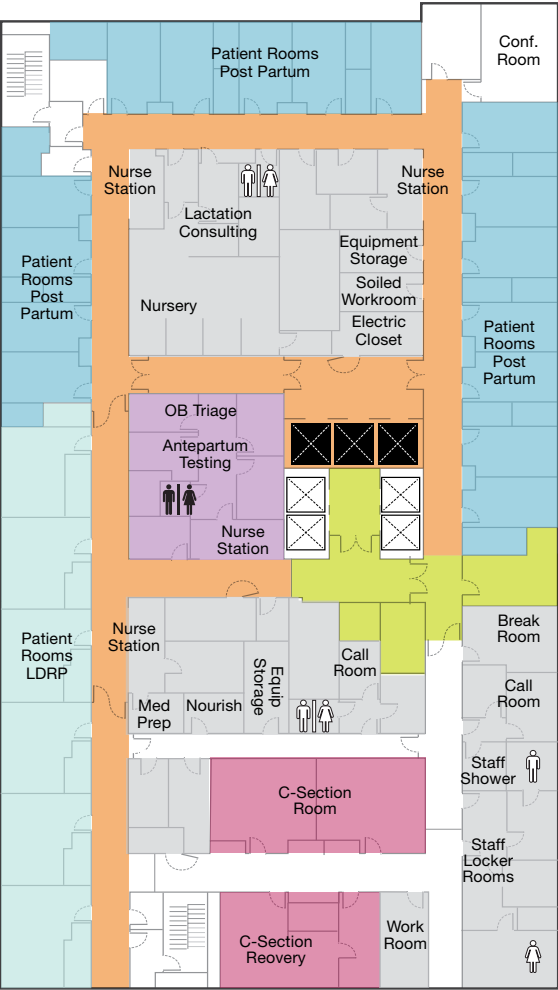 Patient Rooms
Post Partum
Conf.
Room
Nurse
Station
Nurse
Station
Lactation
Consulting
Equipment
Storage
Soiled
Workroom
Electric
Closet
Nursery
Patient
Rooms
Post
Partum
Patient
Rooms
Post
Partum
OB Triage
Antepartum
Testing
Nurse
Station
Patient
Rooms
LDRP
Nurse
Station
Med
Prep
Nourish
Equip
Storage
Call
Room
Break
Room
Call
Room
Staff
Shower
C-Section
Room
Staff
Locker
Rooms
C-Section
Reovery
Work
Room